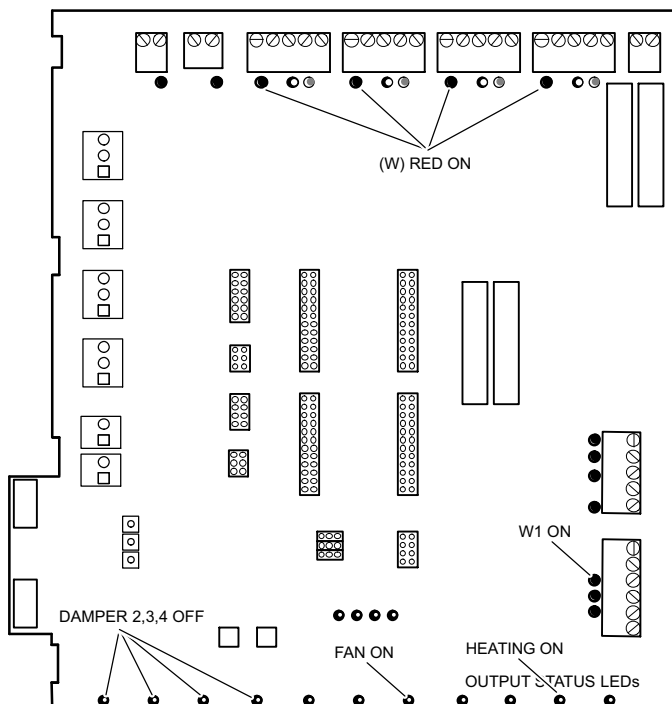 (W) RED ON
W1 ON
DAMPER 2,3,4 OFF
FAN ON
HEATING ON
OUTPUT STATUS LEDs